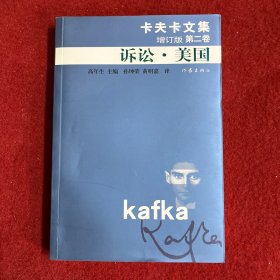 卡夫卡文集
增订版 第二卷
诉讼·美国
高年生 主编 孙坤荣 黄明嘉 译 作家出版社
kafka
Kafka